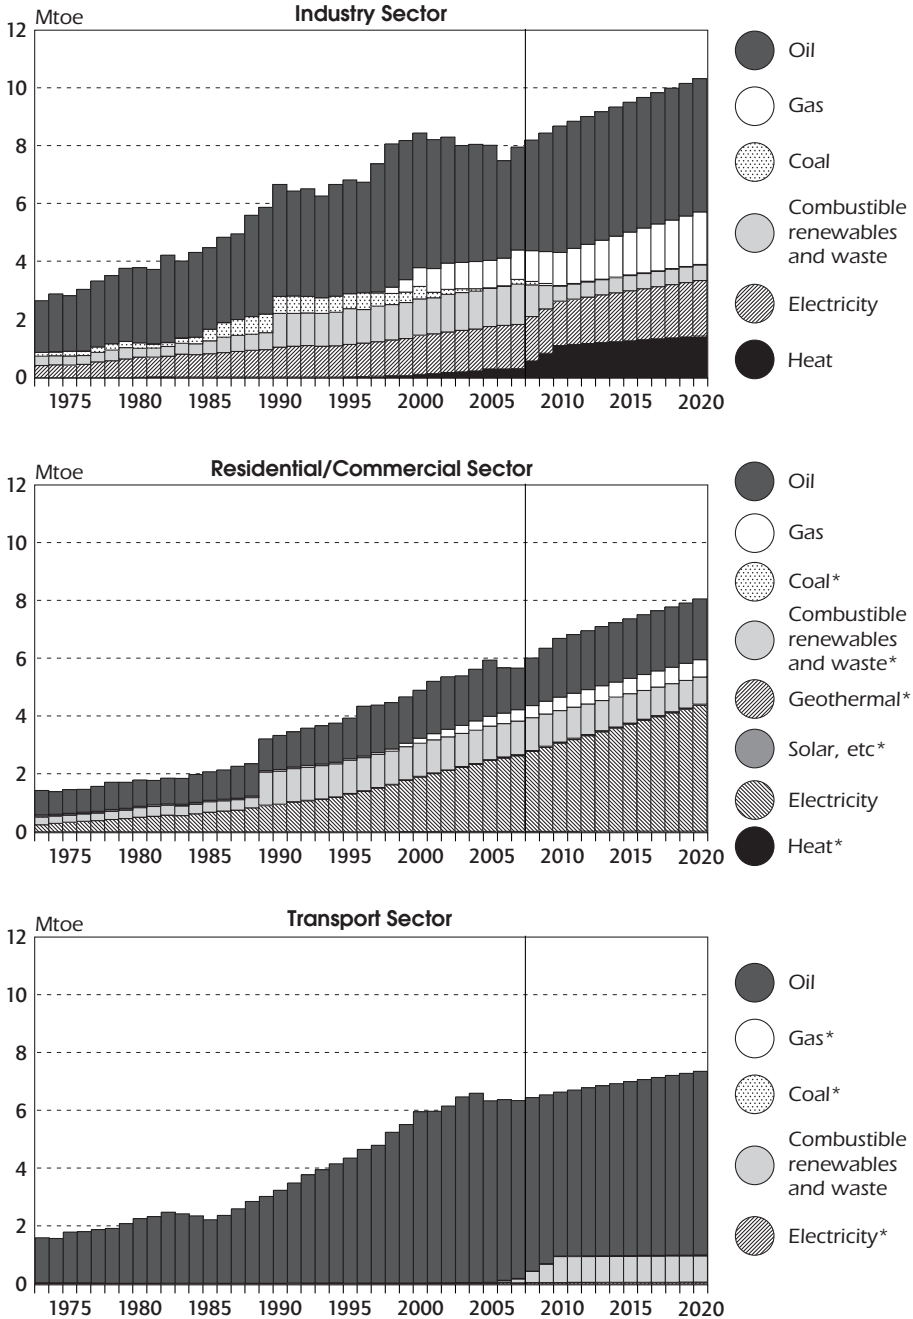 Industry Sector
Mtoe
12
10
8
6
4
2
0
1975 1980 1985 1990 1995 2000 2005 2010 2015 2020
Oil
Gas
Coal
Combustible
renewables
and waste
Electricity
Heat
Residential/Commercial Sector
Mtoe
12
10
8
6
4
2
0
1975 1980 1985 1990 1995 2000 2005 2010 2015 2020
Oil
Gas
Coal*
Combustible
renewables
and waste*
Geothermal*
Solar, etc*
Electricity
Heat*
Transport Sector
Mtoe
12
10
8
6
4
2
0
1975 1980 1985 1990 1995 2000 2005 2010 2015 2020
Oil
Gas*
Coal*
Combustible
renewables
and waste
Electricity*